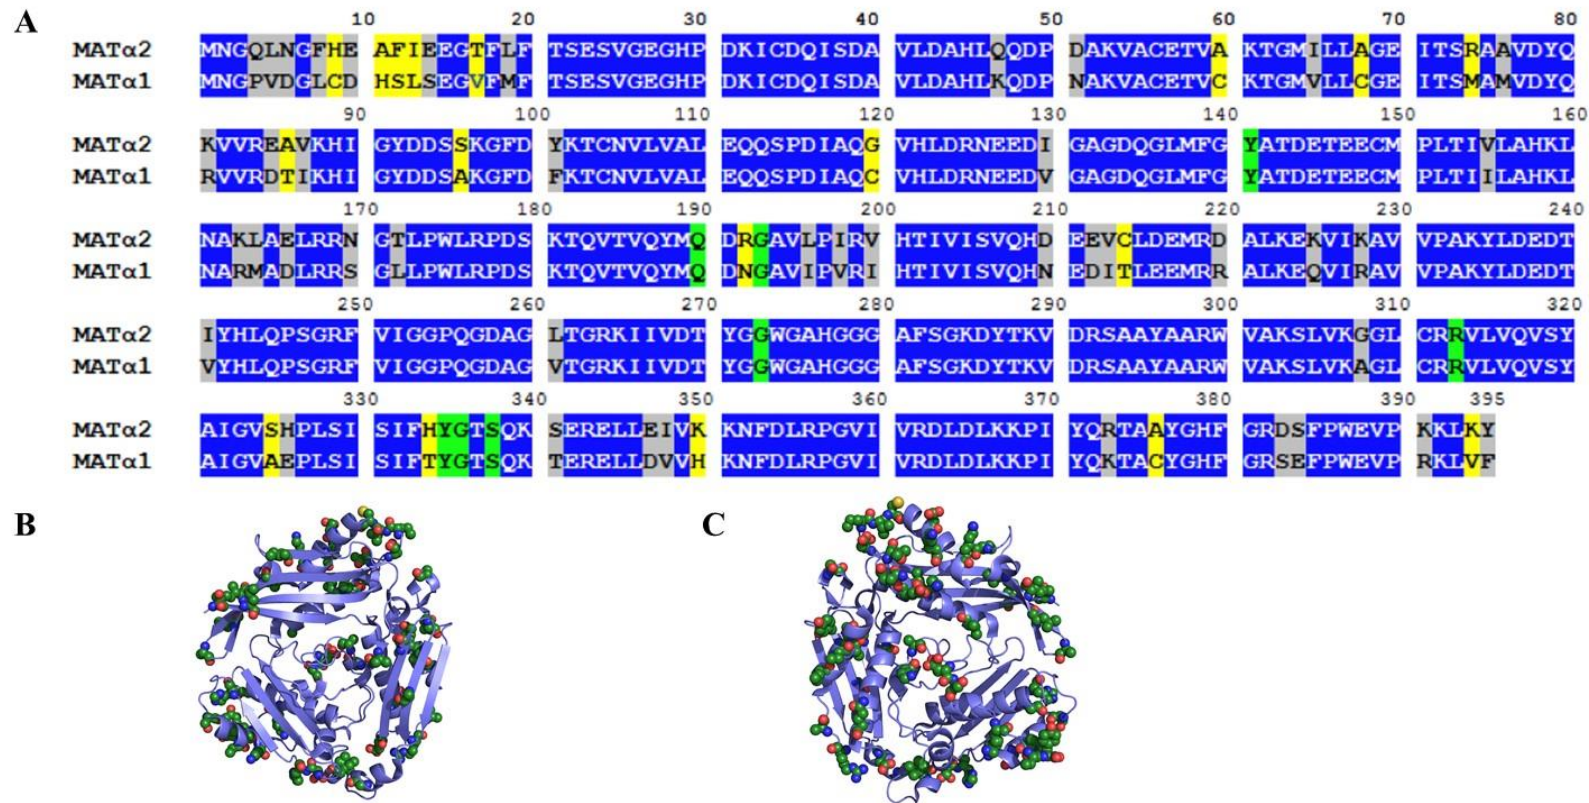 A
10 20 30 40 50 60 70 80
MATα2 MNGQLNGFHE AFIEEGTFLF TSESVGEGHP DKICDQISDA VLDAHLQQDP DAKVACETVA KTGMILLAGE ITSRAAVDYQ
MATα1 MNGPVDGLCD HSLSEGVFMF TSESVGEGHP DKICDQISDA VLDAHLKQDP NAKVACETVC KTGMVLLCGE ITSMAMVDYQ
90 100 110 120 130 140 150 160
MATα2 KVVREAVKHI GYDDSSKGFD YKTCNVLVAL EQQSPDIAQG VHLDRNEEDI GAGDQGLMFG YATDETEECM PLTIVLAHKL
MATα1 RVVRDTIKHI GYDDSAKGFD FKTCNVLVAL EQQSPDIAQC VHLDRNEEDV GAGDQGLMFG YATDETEECM PLTIILAHKL
170 180 190 200 210 220 230 240
MATα2 NAKLAELRRN GTLPWLRPDS KTQVTVQYMQ DRGAVLPIRV HTIVISVQHD EEVCLDEMRD ALKEKVIKAV VPAKYLDEDT
MATα1 NARMADLRRS GLLPWLRPDS KTQVTVQYMQ DNGAVIPVRI HTIVISVQHN EDITLEEMRR ALKEQVIRAV VPAKYLDEDT
250 260 270 280 290 300 310 320
MATα2 IYHLQPSGRF VIGGPQGDAG LTGRKIIVDT YGGWGAHGGG AFSGKDYTKV DRSAAYAARW VAKSLVKGGL CRRVLVQVSY
MATα1 VYHLQPSGRF VIGGPQGDAG VTGRKIIVDT YGGWGAHGGG AFSGKDYTKV DRSAAYAARW VAKSLVKAGL CRRVLVQVSY
330 340 350 360 370 380 390 395
MATα2 AIGVSHPLSI SIFHYGTSQK SERELLEIVK KNFDLRPGVI VRDLDLKKPI YQRTAAYGHF GRDSFPWEVP KKLKY
MATα1 AIGVAEPLSI SIFTYGTSQK TERELLDVVH KNFDLRPGVI VRDLDLKKPI YQKTACYGHF GRSEFPWEVP RKLVF
B C